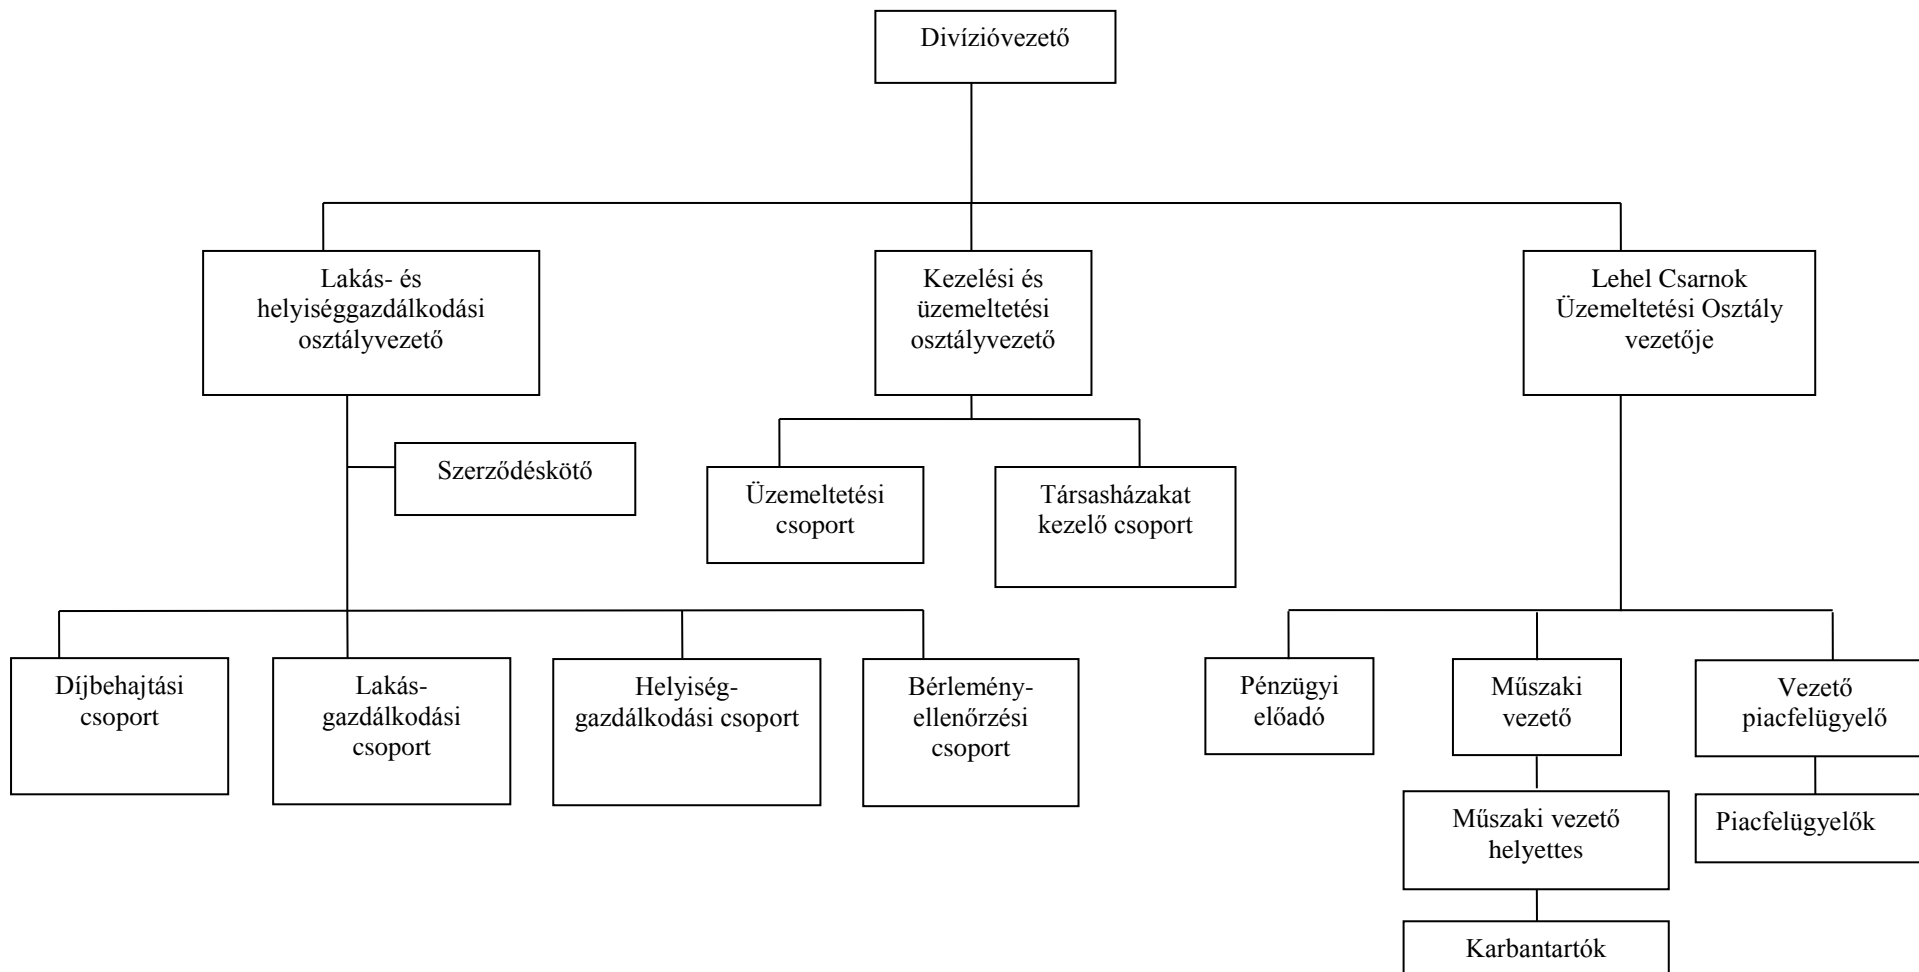 Divízióvezető
Lakás- és
helyiséggazdálkodási
osztályvezető
Kezelési és
üzemeltetési
osztályvezető
Lehel Csarnok
Üzemeltetési Osztály
vezetője
Szerződéskötő
Üzemeltetési
csoport
Társasházakat
kezelő csoport
Díjbehajtási
csoport
Lakás-
gazdálkodási
csoport
Helyiség-
gazdálkodási csoport
Bérlemény-
ellenőrzési
csoport
Pénzügyi
előadó
Műszaki
vezető
Vezető
piacfelügyelő
Műszaki vezető
helyettes
Piacfelügyelők
Karbantartók